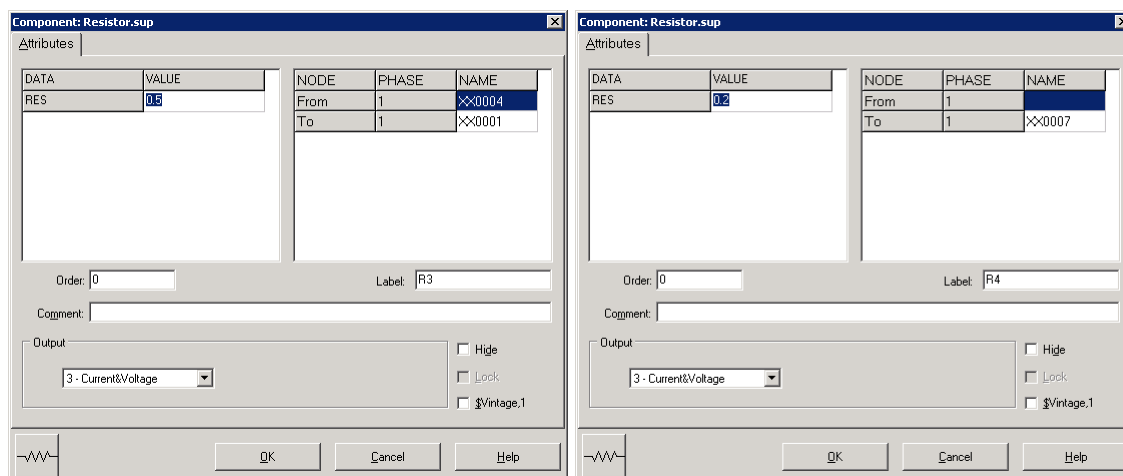 Component: Resistor.sup
Attributes
DATA VALUE
RES 0.5
NODE PHASE NAME
From 1 XX0004
To 1 XX0001
Order: 0
Label: R3
Comment:
Output
3 - Current&Voltage
Hide
Lock
$Vintage,1
OK Cancel Help
Component: Resistor.sup
Attributes
DATA VALUE
RES 0.2
NODE PHASE NAME
From 1
To 1 XX0007
Order: 0
Label: R4
Comment:
Output
3 - Current&Voltage
Hide
Lock
$Vintage,1
OK Cancel Help